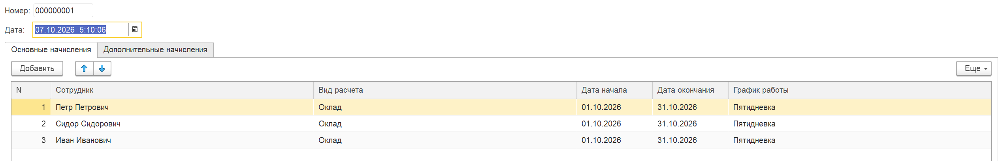 Номер: 000000001
Дата: 07.10.2026 5:10:06
Основные начисления Дополнительные начисления
Добавить Еще
N Сотрудник Вид расчета Дата начала Дата окончания График работы
1 Петр Петрович Оклад 01.10.2026 31.10.2026 Пятидневка
2 Сидор Сидорович Оклад 01.10.2026 31.10.2026 Пятидневка
3 Иван Иванович Оклад 01.10.2026 31.10.2026 Пятидневка